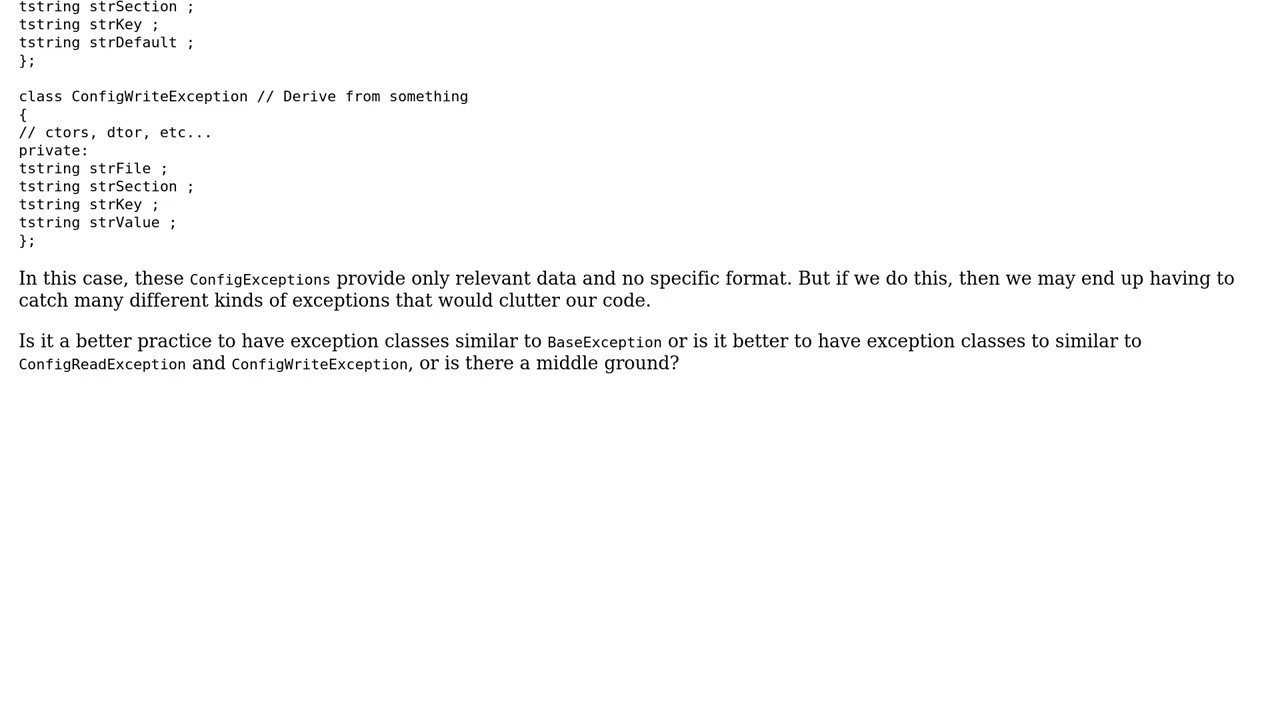 tstring strSection ;
tstring strKey ;
tstring strDefault ;
};
class ConfigWriteException // Derive from something
{
// ctors, dtor, etc...
private:
tstring strFile ;
tstring strSection ;
tstring strKey ;
tstring strValue ;
};
In this case, these ConfigExceptions provide only relevant data and no specific format. But if we do this, then we may end up having to
catch many different kinds of exceptions that would clutter our code.
Is it a better practice to have exception classes similar to BaseException or is it better to have exception classes to similar to
ConfigReadException and ConfigWriteException, or is there a middle ground?